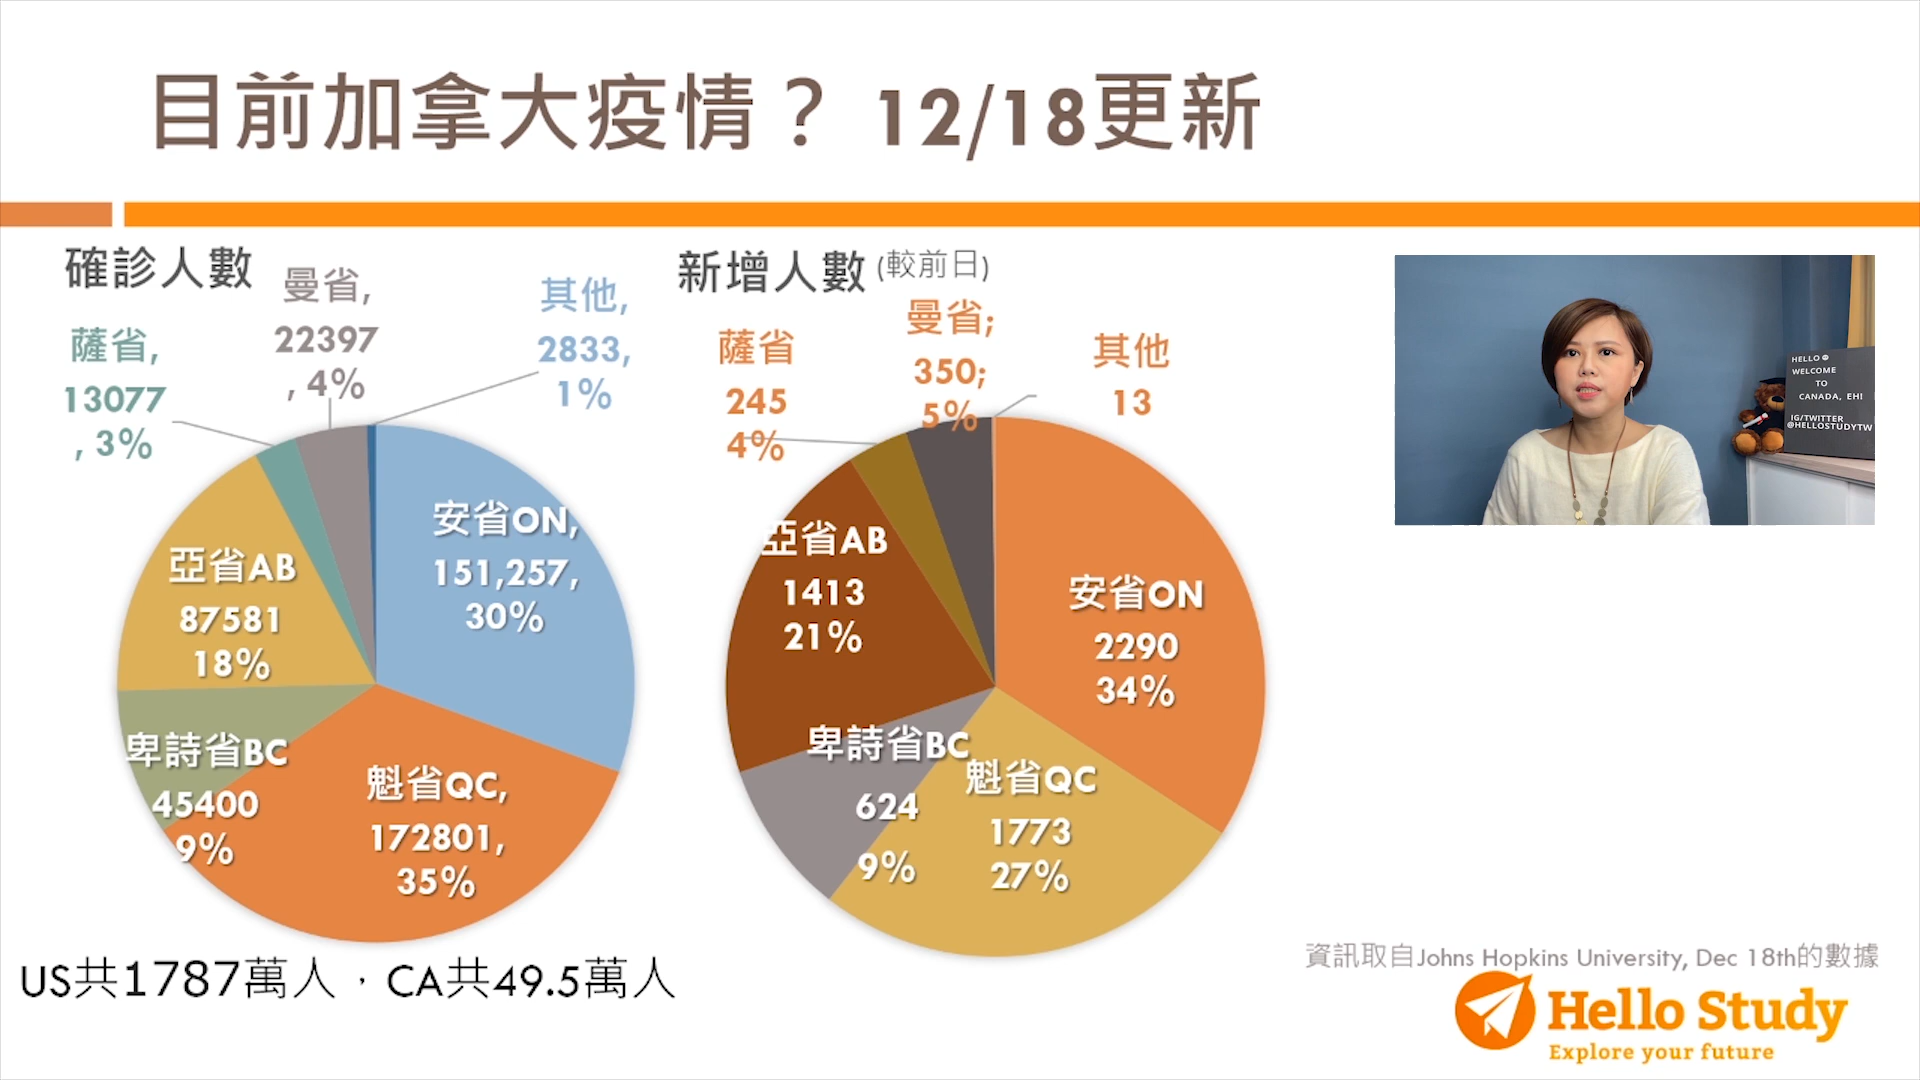 目前加拿大疫情？ 12/18更新
確診人數
曼省,
22397
, 4%
其他,
2833,
1%
薩省,
13077
, 3%
安省ON,
151,257,
30%
亞省AB
87581
18%
卑詩省BC
45400
9%
魁省QC,
172801,
35%
US共1787萬人，CA共49.5萬人
新增人數 (較前日)
薩省
245
4%
曼省;
350;
5%
其他
13
亞省AB
1413
21%
安省ON
2290
34%
卑詩省BC
624
9%
魁省QC
1773
27%
HELLO
WELCOME
TO
CANADA, EH!
IG/TWITTER
@HELLOSTUDYTW
資訊取自Johns Hopkins University, Dec 18th的數據
Hello Study
Explore your future